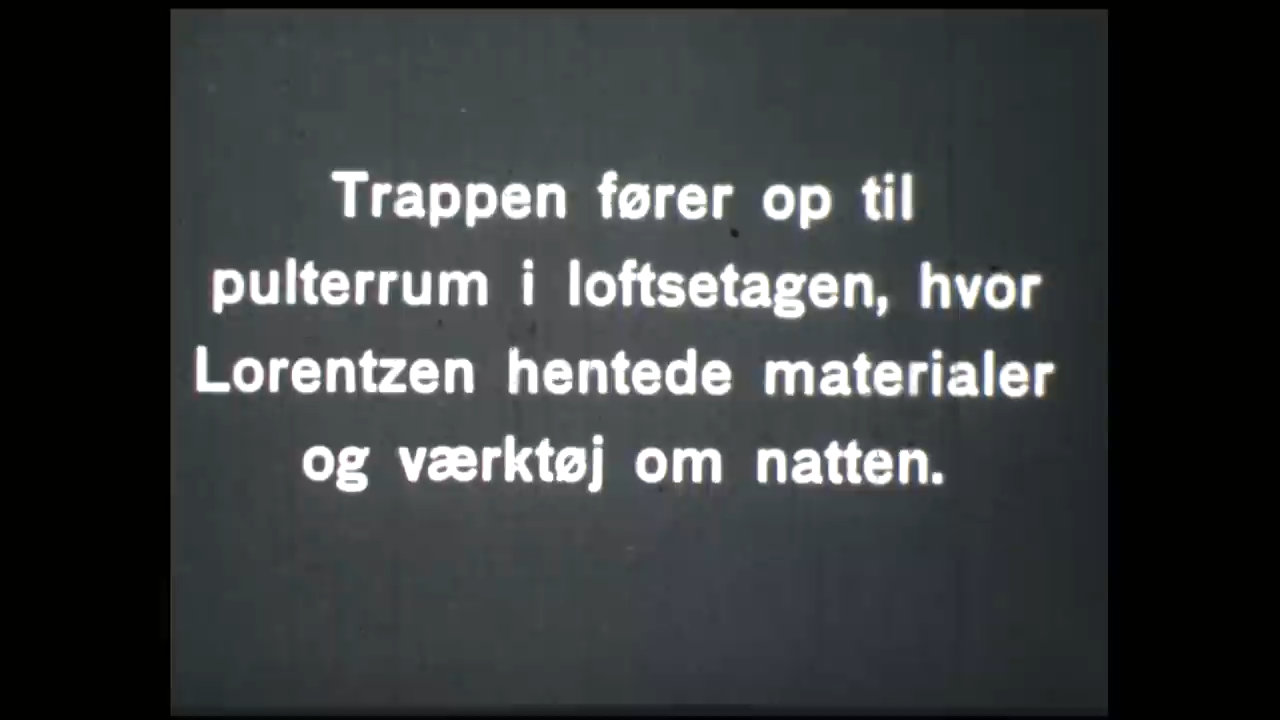 Trappen fører op til
pulterrum i loftsetagen, hvor
Lorentzen hentede materialer
og værktøj om natten.